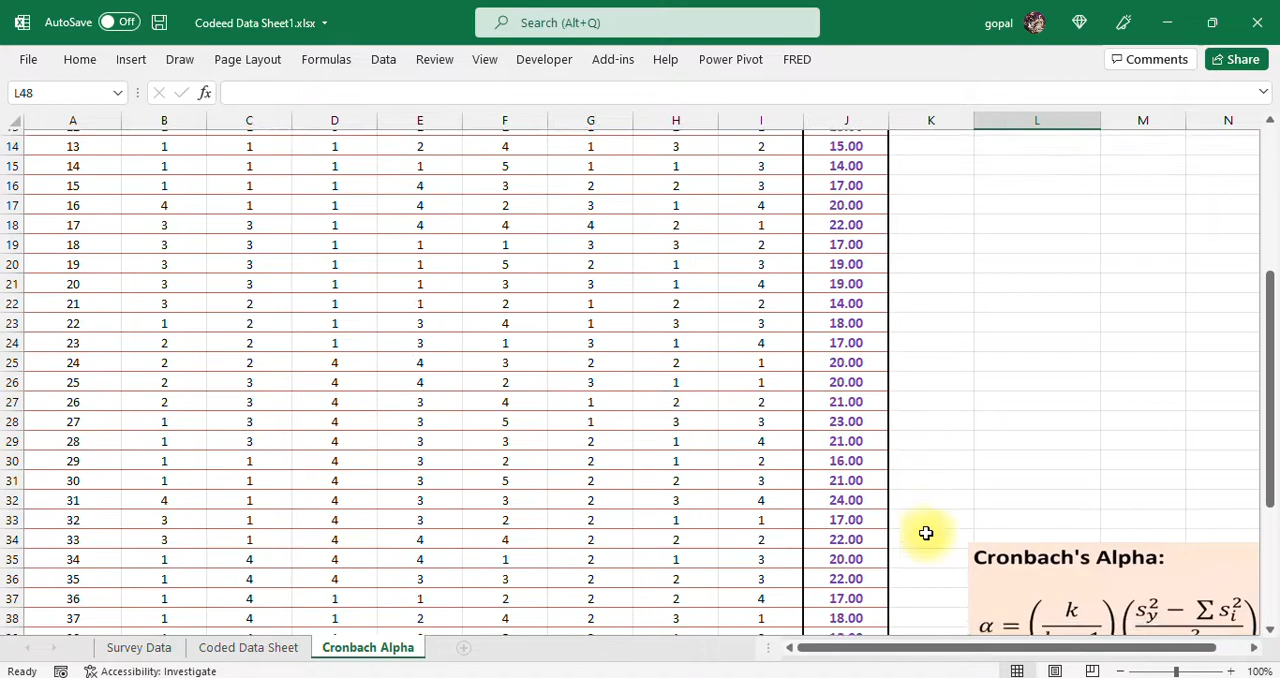 AutoSave Off Codeed Data Sheet1.xlsx Search (Alt+Q) gopal
File Home Insert Draw Page Layout Formulas Data Review View Developer Add-ins Help Power Pivot FRED Comments Share
L48 fx
A B C D E F G H I J K L M N
14 13 1 1 1 2 4 1 3 2 15.00
15 14 1 1 1 1 5 1 1 3 14.00
16 15 1 1 1 4 3 2 2 3 17.00
17 16 4 1 1 4 2 3 1 4 20.00
18 17 3 3 1 4 4 4 2 1 22.00
19 18 3 3 1 1 1 3 3 2 17.00
20 19 3 3 1 1 5 2 1 3 19.00
21 20 3 3 1 1 3 3 1 4 19.00
22 21 3 2 1 1 2 1 2 2 14.00
23 22 1 2 1 3 4 1 3 3 18.00
24 23 2 2 1 3 1 3 1 4 17.00
25 24 2 2 4 4 3 2 2 1 20.00
26 25 2 3 4 4 2 3 1 1 20.00
27 26 2 3 4 3 4 1 2 2 21.00
28 27 1 3 4 3 5 1 3 3 23.00
29 28 1 3 4 3 3 2 1 4 21.00
30 29 1 1 4 3 2 2 1 2 16.00
31 30 1 1 4 3 5 2 2 3 21.00
32 31 4 1 4 3 3 2 3 4 24.00
33 32 3 1 4 3 2 2 1 1 17.00
34 33 3 1 4 4 4 2 2 2 22.00
35 34 1 4 4 4 1 2 1 3 20.00
36 35 1 4 4 3 3 2 2 3 22.00
37 36 1 4 1 1 2 2 2 4 17.00
38 37 1 4 1 2 4 2 3 1 18.00
Cronbach's Alpha:
α = ( k ) ( s_y^2 − ∑ s_i^2 )
Survey Data Coded Data Sheet Cronbach Alpha
Ready Accessibility: Investigate 100%